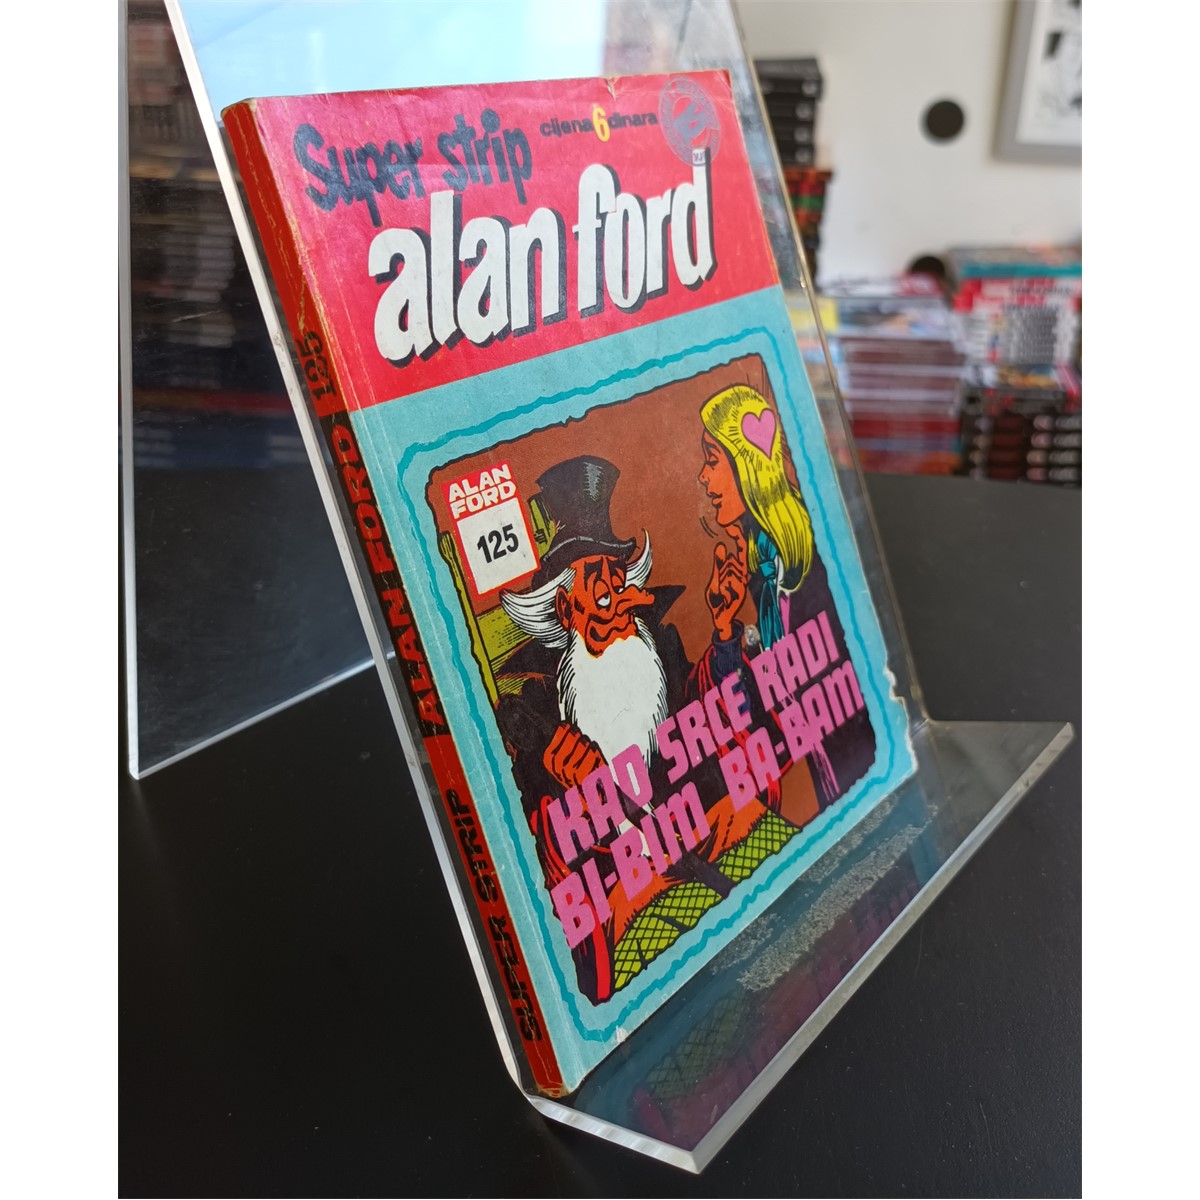 Super strip
cijena 6 dinara
alan ford
ALAN
FORD
125
KAO SRCE RADI
BI-BIM BA-BAM
SUPER STRIP ALAN FORD 125